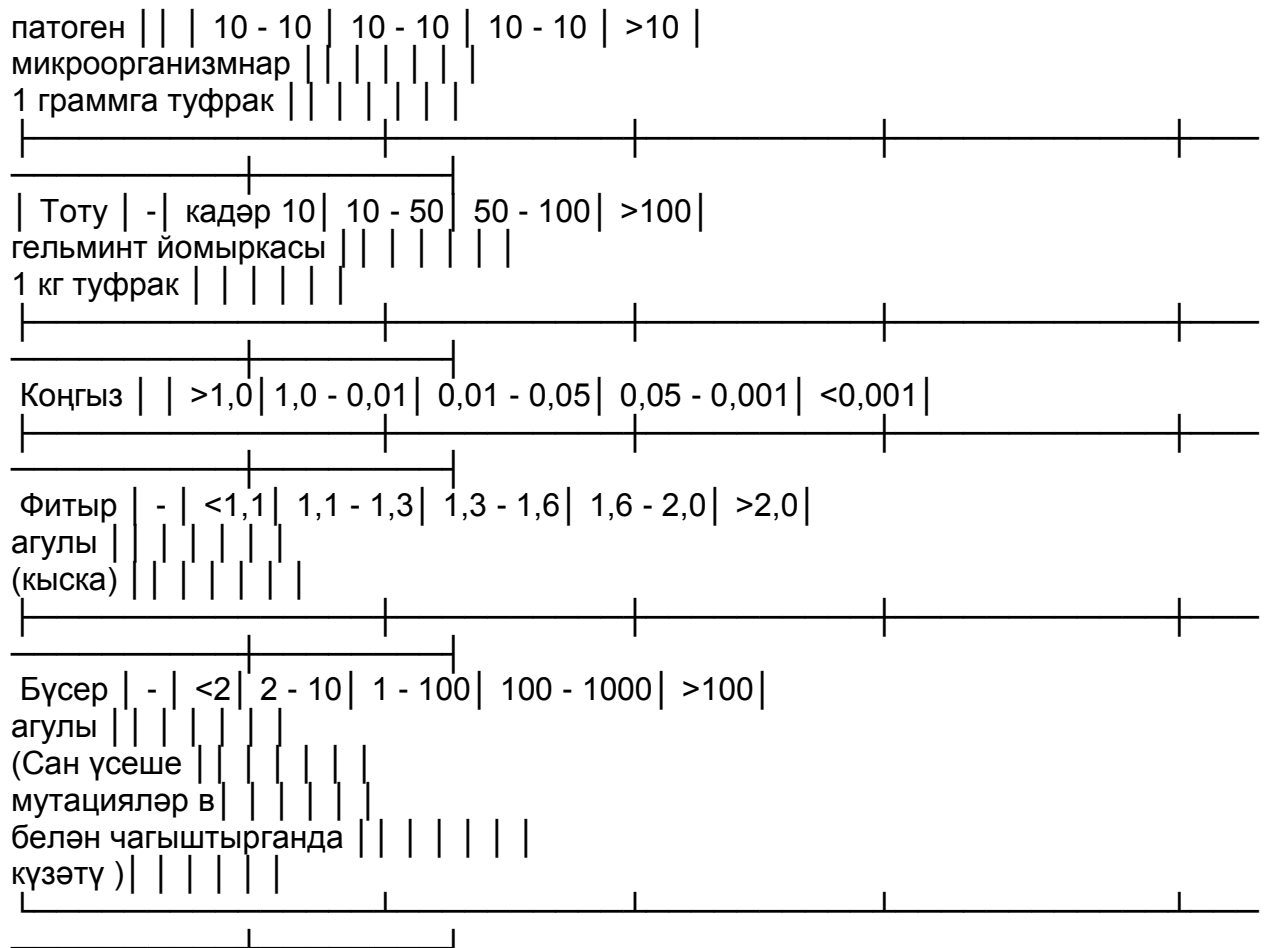 патоген ││ │ 10 - 10 │ 10 - 10 │ 10 - 10 │ >10 │
микроорганизмнар ││ │ │ │ │ │
1 граммга туфрак ││ │ │ │ │ │
├──────────────┼─────────┼─────────┼───────────┼───
─────────┼────────┤
│ Тоту │ -│ кадәр 10│ 10 - 50│ 50 - 100│ >100│
гельминт йомыркасы ││ │ │ │ │ │
1 кг туфрак │ │ │ │ │ │
├──────────────┼─────────┼─────────┼───────────┼───
─────────┼────────┤
Коңгыз │ │ >1,0│1,0 - 0,01│ 0,01 - 0,05│ 0,05 - 0,001│ <0,001│
├──────────────┼─────────┼─────────┼───────────┼───
─────────┼────────┤
Фитыр │ - │ <1,1│ 1,1 - 1,3│ 1,3 - 1,6│ 1,6 - 2,0│ >2,0│
агулы ││ │ │ │ │ │
(кыска) ││ │ │ │ │ │
├──────────────┼─────────┼─────────┼───────────┼───
─────────┼────────┤
Бүсер │ - │ <2│ 2 - 10│ 1 - 100│ 100 - 1000│ >100│
агулы ││ │ │ │ │ │
(Сан үсеше ││ │ │ │ │ │
мутацияләр в│ │ │ │ │ │
белән чагыштырганда ││ │ │ │ │ │
күзәтү )│ │ │ │ │ │
└──────────────┴─────────┴─────────┴───────────┴───
─────────┴────────┘